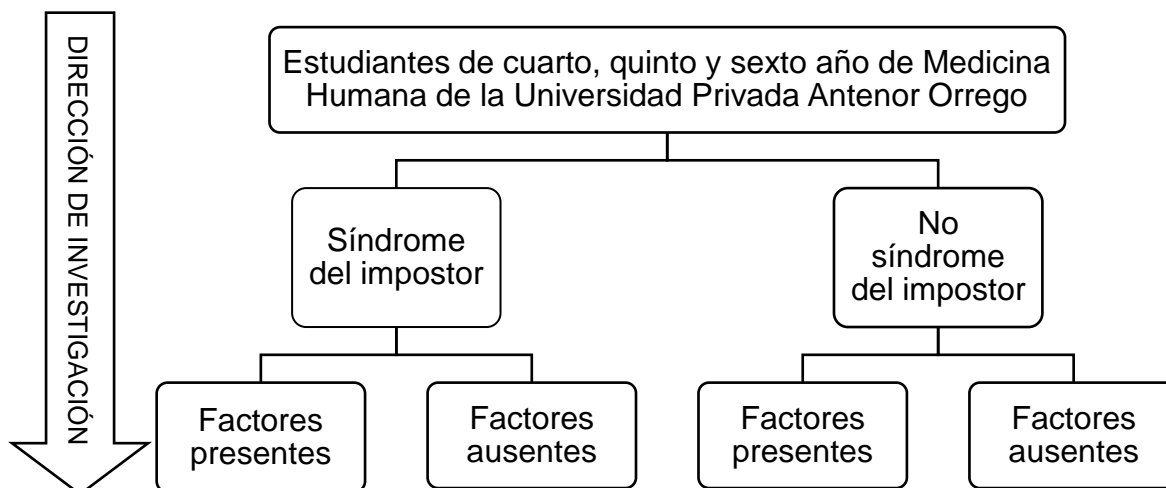 DIRECCIÓN DE INVESTIGACIÓN
Estudiantes de cuarto, quinto y sexto año de Medicina
Humana de la Universidad Privada Antenor Orrego
Síndrome
del impostor
No
síndrome
del impostor
Factores
presentes
Factores
ausentes
Factores
presentes
Factores
ausentes